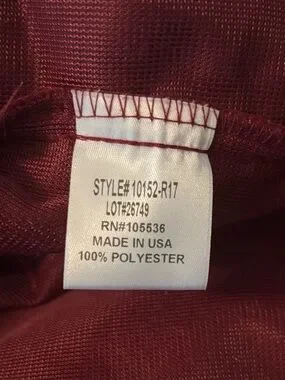 STYLE# 10152-R17
LOT#26749
RN#105536
MADE IN USA
100% POLYESTER